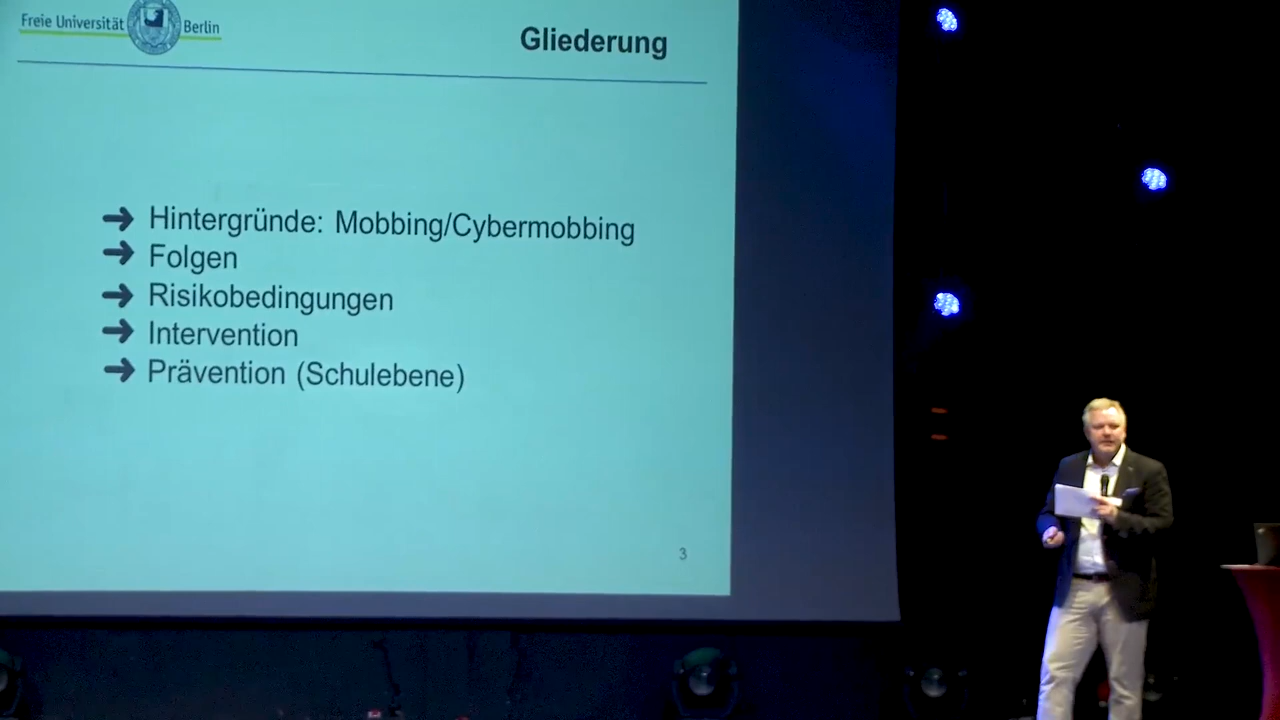 Freie Universität Berlin
Gliederung
Hintergründe: Mobbing/Cybermobbing
Folgen
Risikobedingungen
Intervention
Prävention (Schulebene)
3